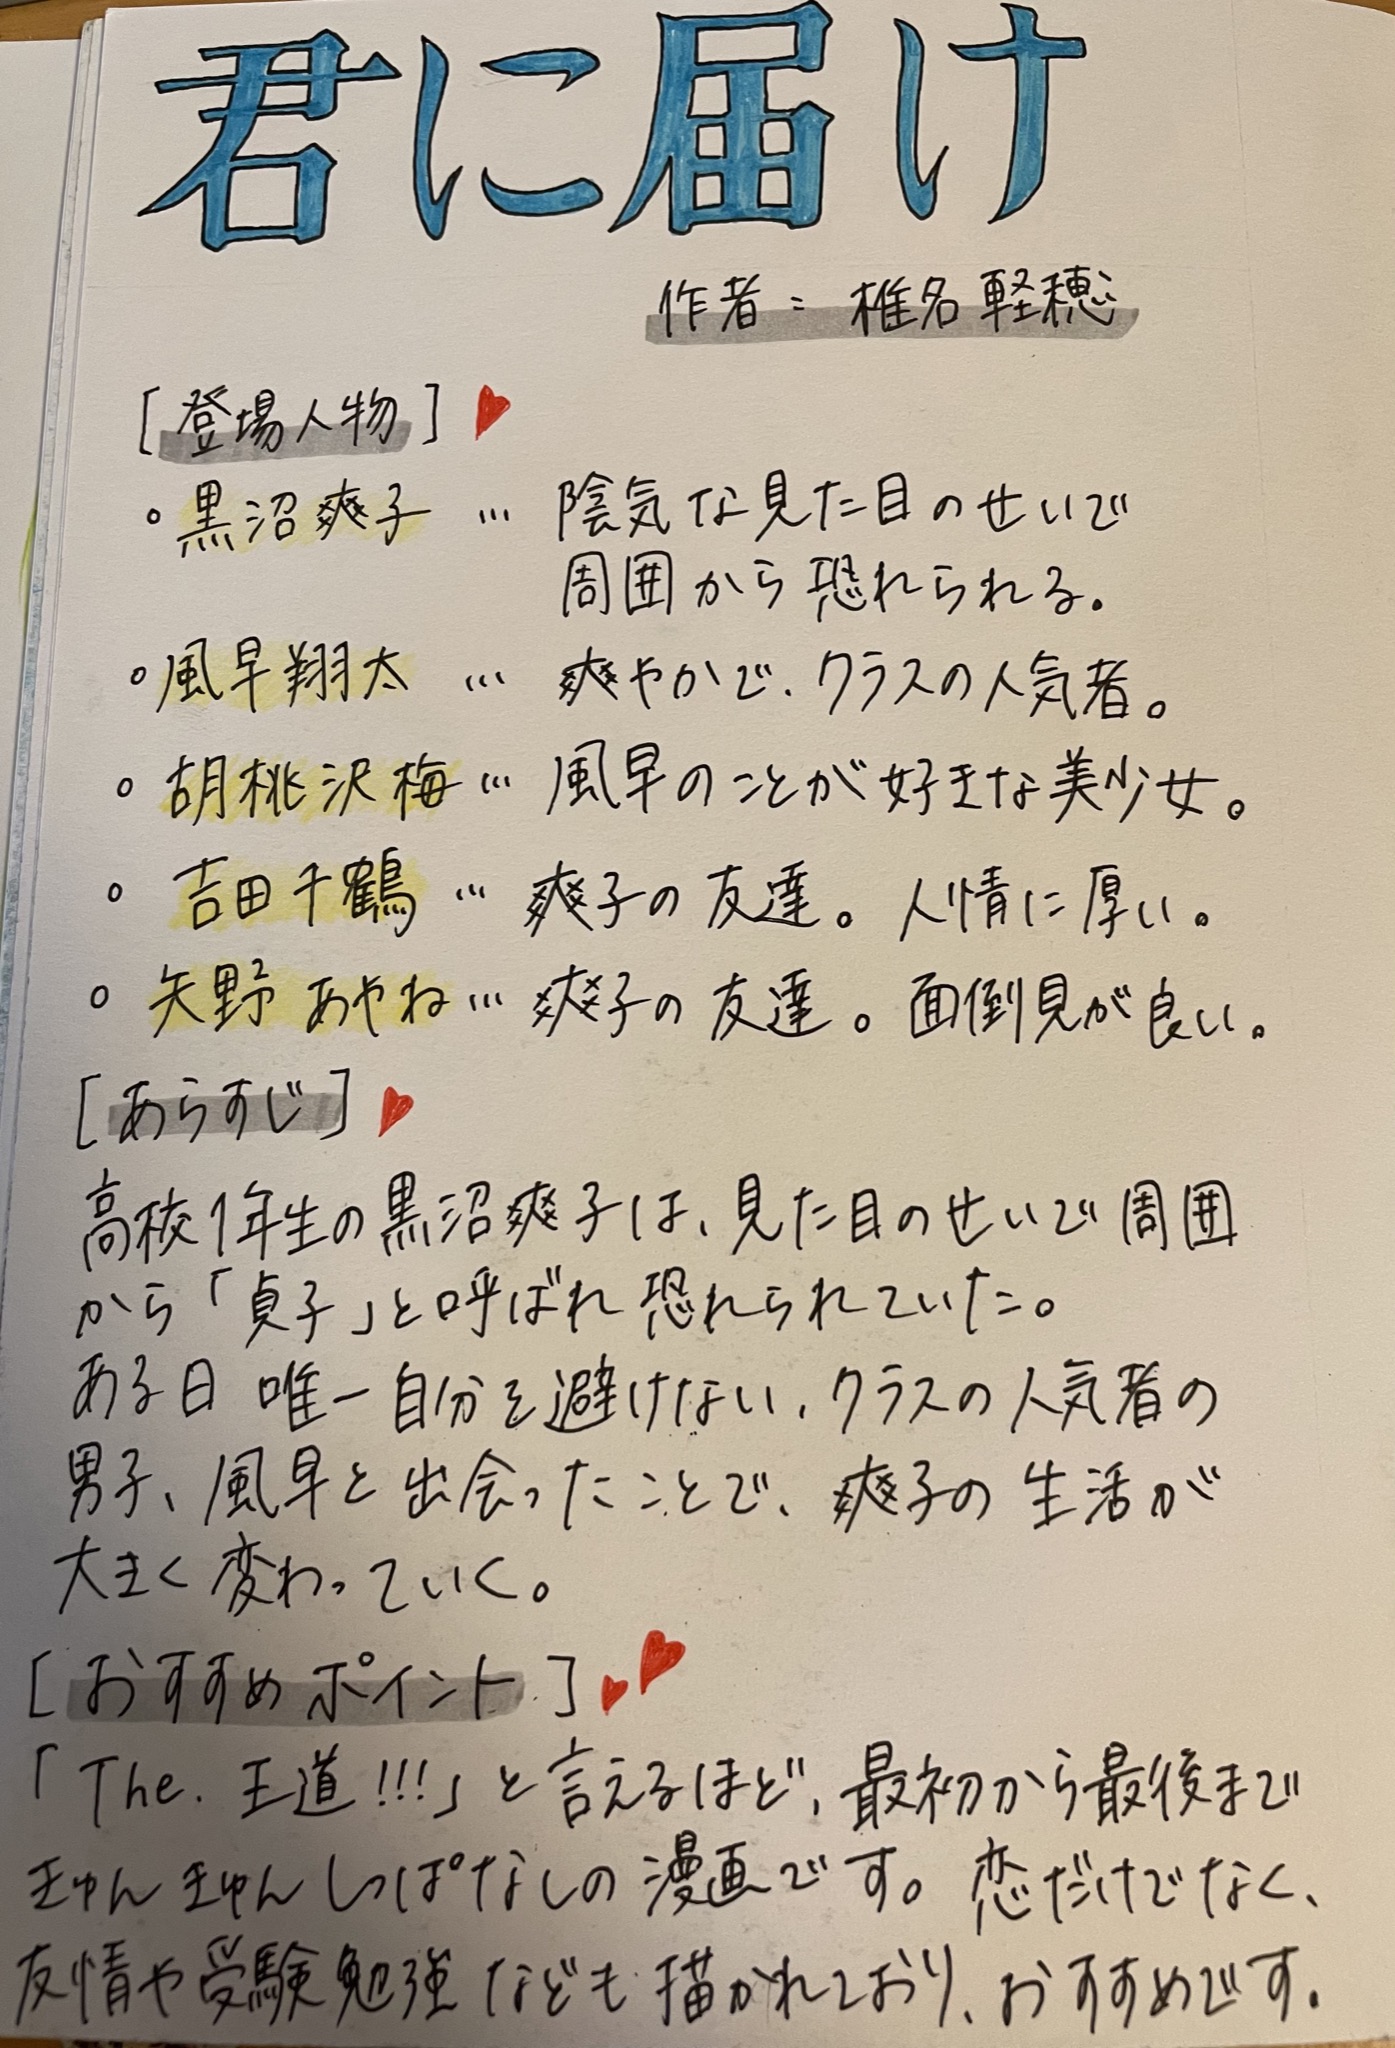 君に届け
作者：椎名軽穂
[登場人物]
◦黒沼爽子…陰気な見た目のせいで
周囲から恐れられる。
◦風早翔太…爽やかで、クラスの人気者。
◦胡桃沢梅…風早のことが好きな美少女。
◦吉田千鶴…爽子の友達。人情に厚い。
◦矢野あやね…爽子の友達。面倒見が良い。
[あらすじ]
高校1年生の黒沼爽子は、見た目のせいで周囲
から「貞子」と呼ばれ恐れられていた。
ある日唯一自分を避けない、クラスの人気者の
男子、風早と出会ったことで、爽子の生活が
大きく変わっていく。
[おすすめポイント]
「The.王道!!!」と言えるほど、最初から最後まで
きゅんきゅんしっぱなしの漫画です。恋だけでなく、
友情や受験勉強なども描かれており、おすすめです。